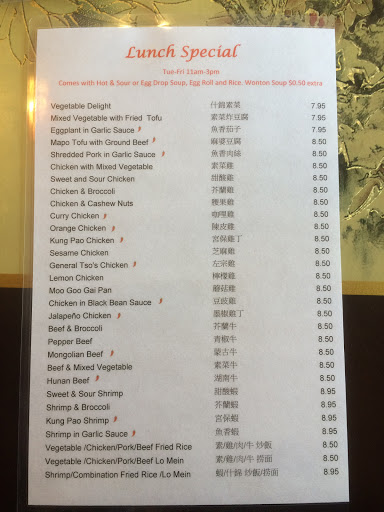 Lunch Special
Tue-Fri 11am-3pm
Comes with Hot & Sour or Egg Drop Soup, Egg Roll and Rice. Wonton Soup $0.50 extra
Vegetable Delight 什錦素菜 7.95
Mixed Vegetable with Fried Tofu 素菜炸豆腐 7.95
Eggplant in Garlic Sauce 魚香茄子 7.95
Mapo Tofu with Ground Beef 麻婆豆腐 8.50
Shredded Pork in Garlic Sauce 魚香肉絲 8.50
Chicken with Mixed Vegetable 素菜雞 8.50
Sweet and Sour Chicken 甜酸雞 8.50
Chicken & Broccoli 芥蘭雞 8.50
Chicken & Cashew Nuts 腰果雞 8.50
Curry Chicken 咖哩雞 8.50
Orange Chicken 陳皮雞 8.50
Kung Pao Chicken 宮保雞丁 8.50
Sesame Chicken 芝麻雞 8.50
General Tso's Chicken 左宗雞 8.50
Lemon Chicken 檸檬雞 8.50
Moo Goo Gai Pan 蘑菇雞 8.50
Chicken in Black Bean Sauce 豆豉雞 8.50
Jalapeño Chicken 墨椒雞丁 8.50
Beef & Broccoli 芥蘭牛 8.50
Pepper Beef 青椒牛 8.50
Mongolian Beef 蒙古牛 8.50
Beef & Mixed Vegetable 素菜牛 8.50
Hunan Beef 湖南牛 8.50
Sweet & Sour Shrimp 甜酸蝦 8.95
Shrimp & Broccoli 芥蘭蝦 8.95
Kung Pao Shrimp 宮保蝦 8.95
Shrimp in Garlic Sauce 魚香蝦 8.95
Vegetable /Chicken/Pork/Beef Fried Rice 素/雞/肉/牛 炒飯 8.50
Vegetable /Chicken/Pork/Beef Lo Mein 素/雞/肉/牛 撈面 8.50
Shrimp/Combination Fried Rice /Lo Mein 蝦/什錦 炒飯/撈面 8.95